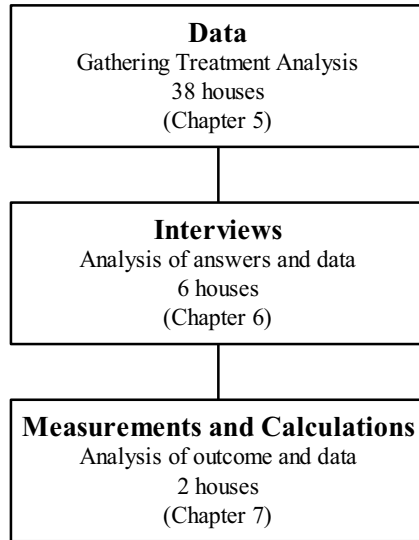 Data
Gathering Treatment Analysis
38 houses
(Chapter 5)
Interviews
Analysis of answers and data
6 houses
(Chapter 6)
Measurements and Calculations
Analysis of outcome and data
2 houses
(Chapter 7)